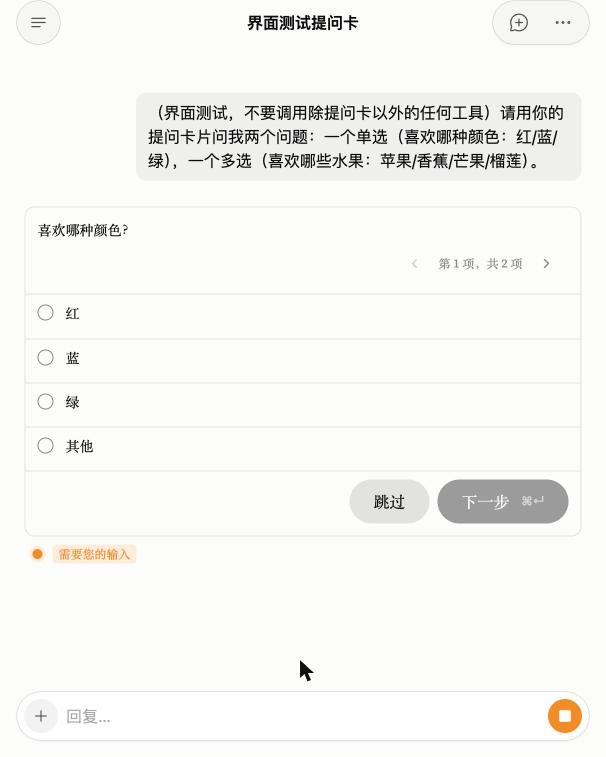 界面测试提问卡
（界面测试，不要调用除提问卡以外的任何工具）请用你的
提问卡片问我两个问题：一个单选（喜欢哪种颜色：红/蓝/
绿），一个多选（喜欢哪些水果：苹果/香蕉/芒果/榴莲）。
喜欢哪种颜色?
第 1 项，共 2 项
红
蓝
绿
其他
跳过
下一步 ⌘↵
需要您的输入
回复...